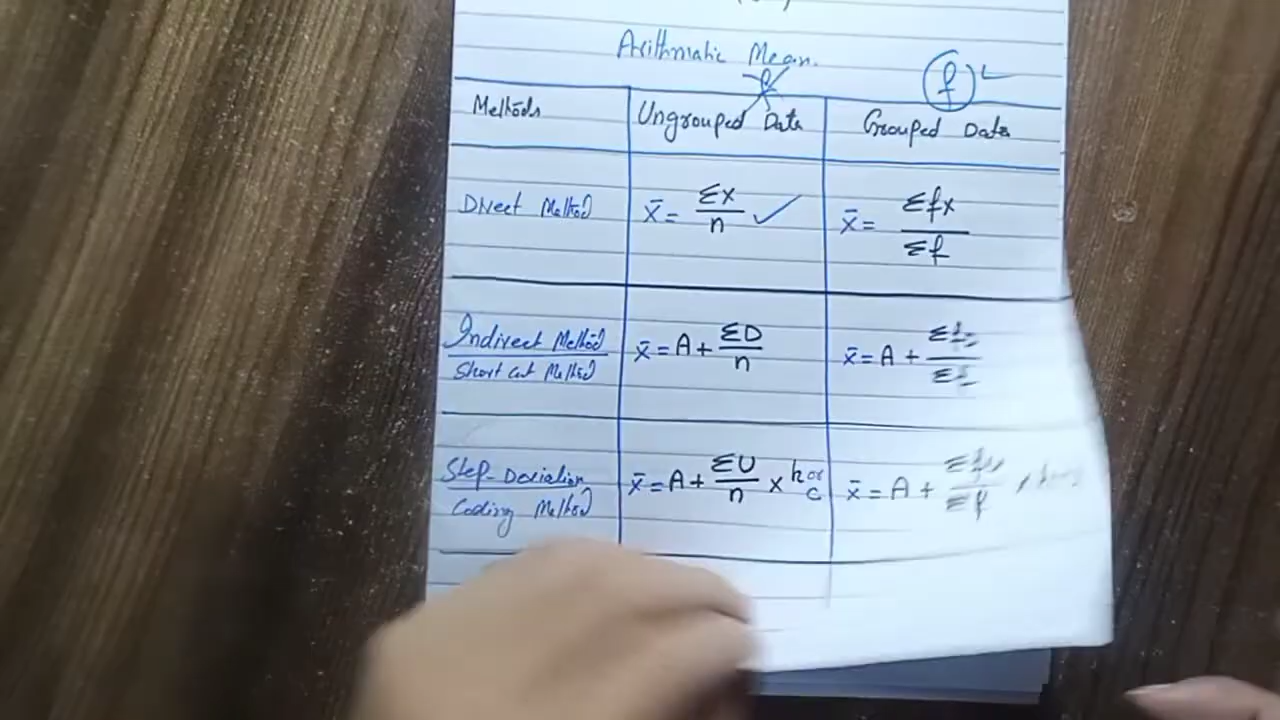 Arithmatic Mean.
f
Methods Ungrouped Data Grouped Data
Direct Method x̄ = Σx/n ✓ x̄ = Σfx/Σf
Indirect Method x̄ = A + ΣD/n x̄ = A +
Short cut Method
Step-Deviation x̄ = A + ΣU/n × h or c x̄ = A +
Coding Method